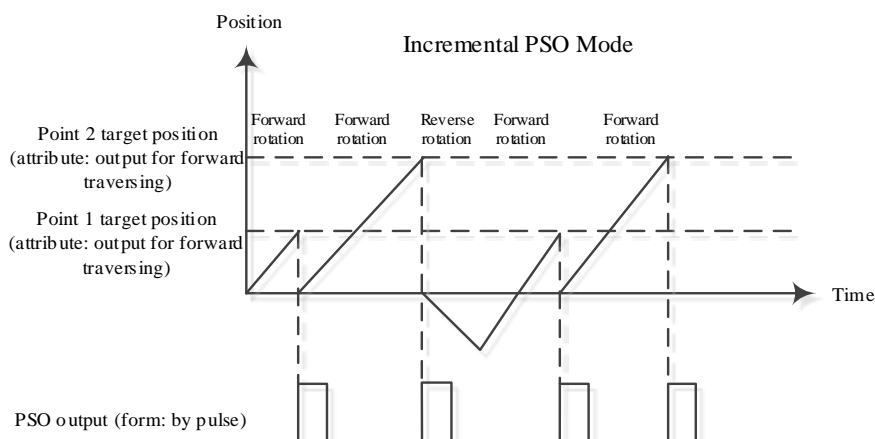 Position
Incremental PSO Mode
Forward rotation
Forward rotation
Reverse rotation
Forward rotation
Forward rotation
Point 2 target position
(attribute: output for forward
traversing)
Point 1 target position
(attribute: output for forward
traversing)
Time
PSO output (form: by pulse)